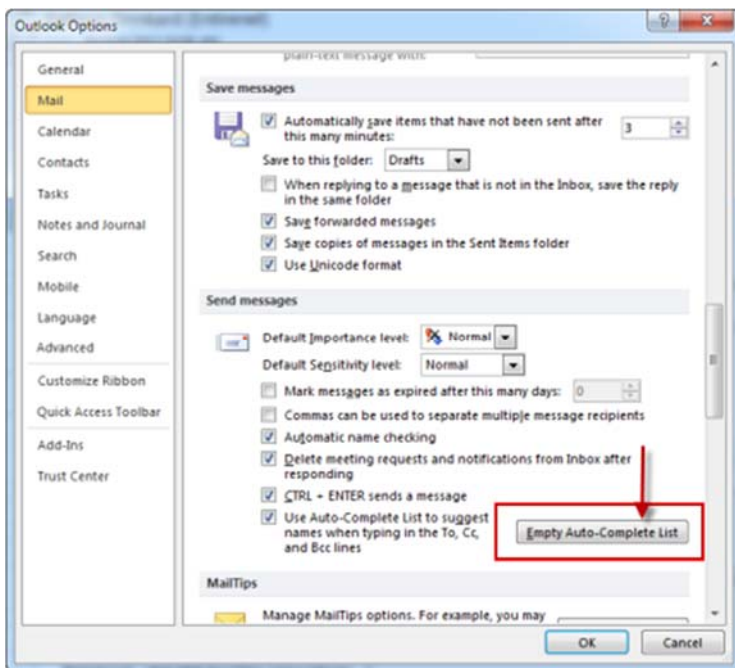 Outlook Options
General
Mail
Calendar
Contacts
Tasks
Notes and Journal
Search
Mobile
Language
Advanced
Customize Ribbon
Quick Access Toolbar
Add-Ins
Trust Center
plain-text message with:
Save messages
Automatically save items that have not been sent after
this many minutes:
3
Save to this folder: Drafts
When replying to a message that is not in the Inbox, save the reply
in the same folder
Save forwarded messages
Save copies of messages in the Sent Items folder
Use Unicode format
Send messages
Default Importance level: Normal
Default Sensitivity level: Normal
Mark messages as expired after this many days: 0
Commas can be used to separate multiple message recipients
Automatic name checking
Delete meeting requests and notifications from Inbox after
responding
CTRL + ENTER sends a message
Use Auto-Complete List to suggest
names when typing in the To, Cc,
and Bcc lines
Empty Auto-Complete List
MailTips
Manage MailTips options. For example, you may
OK Cancel